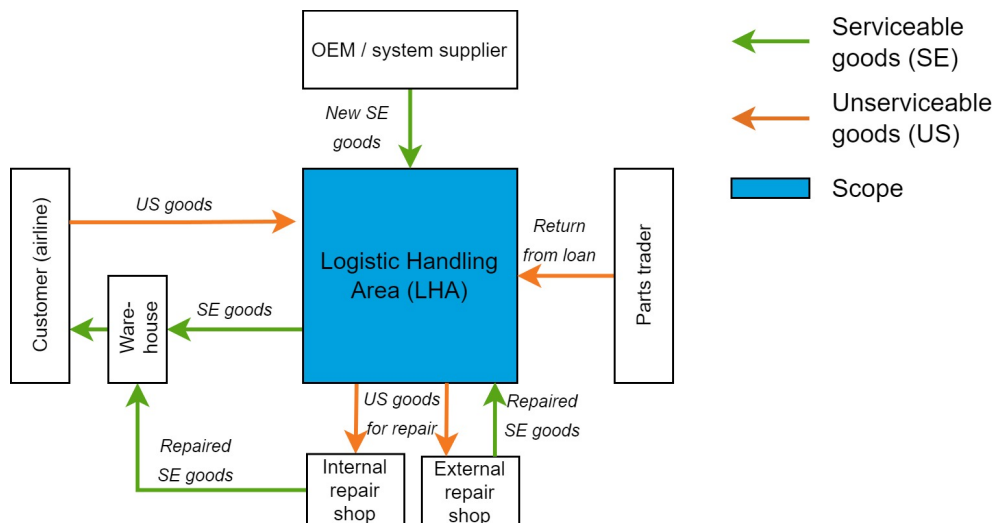 OEM / system supplier
Serviceable
goods (SE)
New SE
goods
Unserviceable
goods (US)
Scope
Customer (airline)
US goods
Logistic Handling
Area (LHA)
Return
from loan
Parts trader
Ware-
house
SE goods
US goods
for repair
Repaired
SE goods
Repaired
SE goods
Internal
repair
shop
External
repair
shop